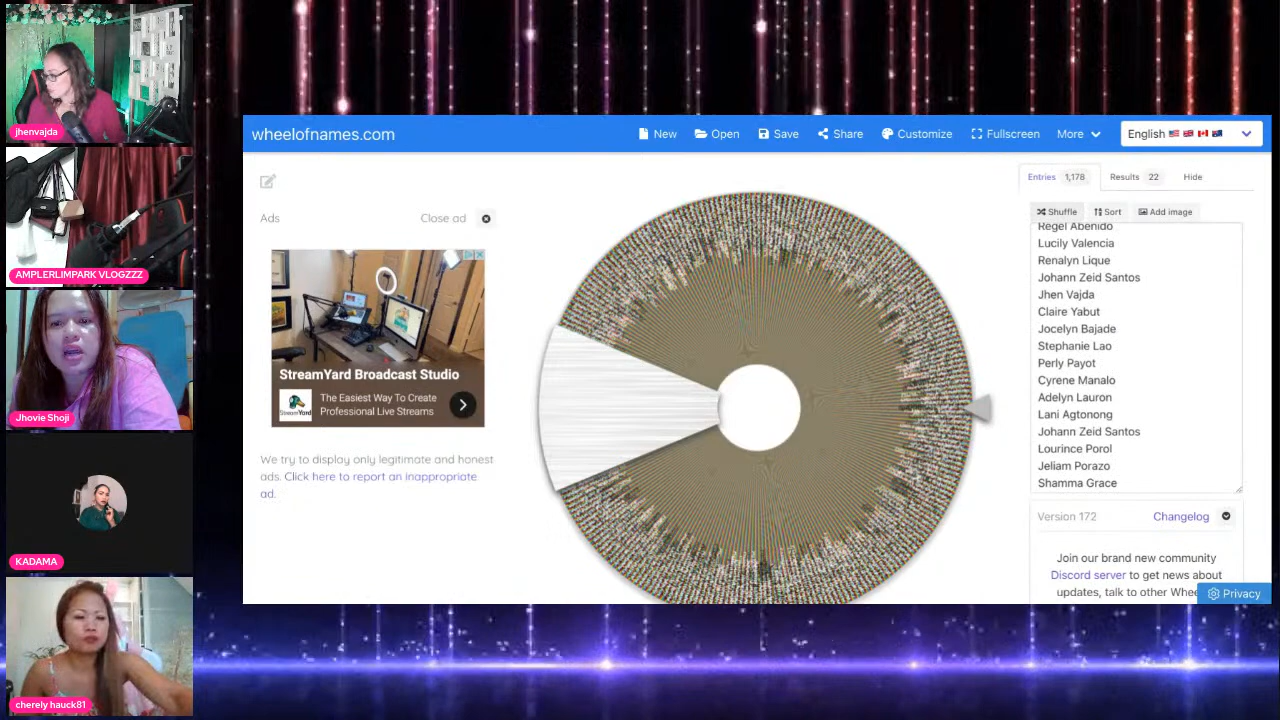 jhenvajda
AMPLERLIMPARK VLOGZZZ
Jhovie Shoji
KADAMA
cherely hauck81
wheelofnames.com
New
Open
Save
Share
Customize
Fullscreen
More
English
Ads
Close ad
StreamYard Broadcast Studio
StreamYard
The Easiest Way To Create
Professional Live Streams
We try to display only legitimate and honest
ads. Click here to report an inappropriate
ad.
Entries 1,178
Results 22
Hide
Shuffle
Sort
Add image
Regel Abenido
Lucily Valencia
Renalyn Lique
Johann Zeid Santos
Jhen Vajda
Claire Yabut
Jocelyn Bajade
Stephanie Lao
Perly Payot
Cyrene Manalo
Adelyn Lauron
Lani Agtonong
Johann Zeid Santos
Lourince Porol
Jeliam Porazo
Shamma Grace
Version 172
Changelog
Join our brand new community
Discord server to get news about
updates, talk to other Whe
Privacy